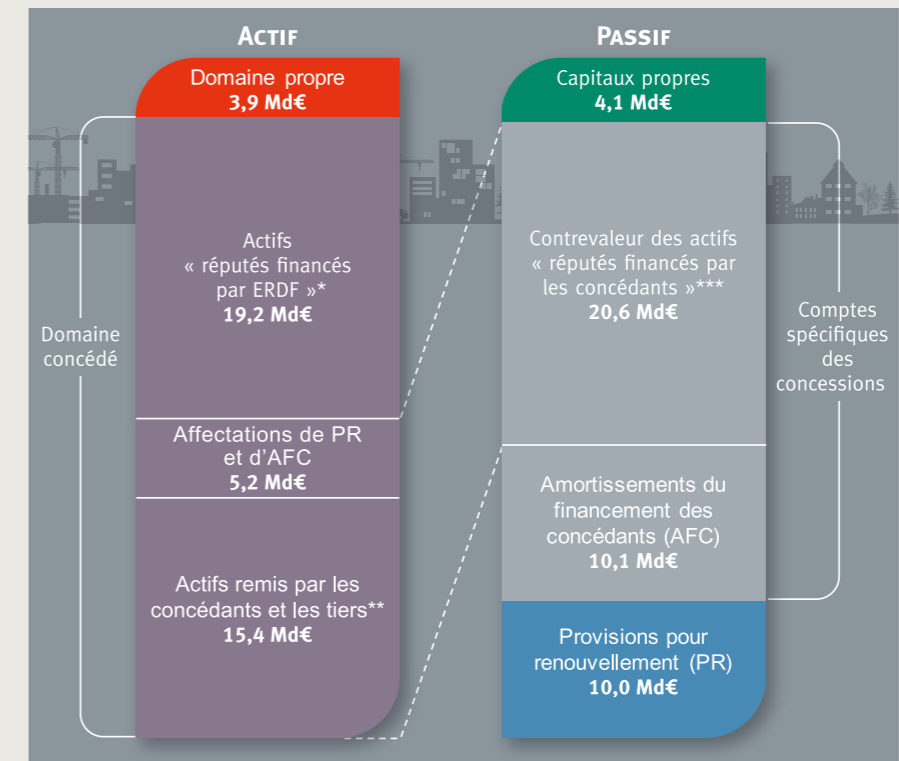 ACTIF
Domaine propre
3,9 Md€
Actifs
« réputés financés
par ERDF »*
19,2 Md€
Domaine
concédé
Affectations de PR
et d'AFC
5,2 Md€
Actifs remis par les
concédants et les tiers**
15,4 Md€
PASSIF
Capitaux propres
4,1 Md€
Contrevaleur des actifs
« réputés financés par
les concédants »***
20,6 Md€
Comptes
spécifiques
des
concessions
Amortissements du
financement des
concédants (AFC)
10,1 Md€
Provisions pour
renouvellement (PR)
10,0 Md€